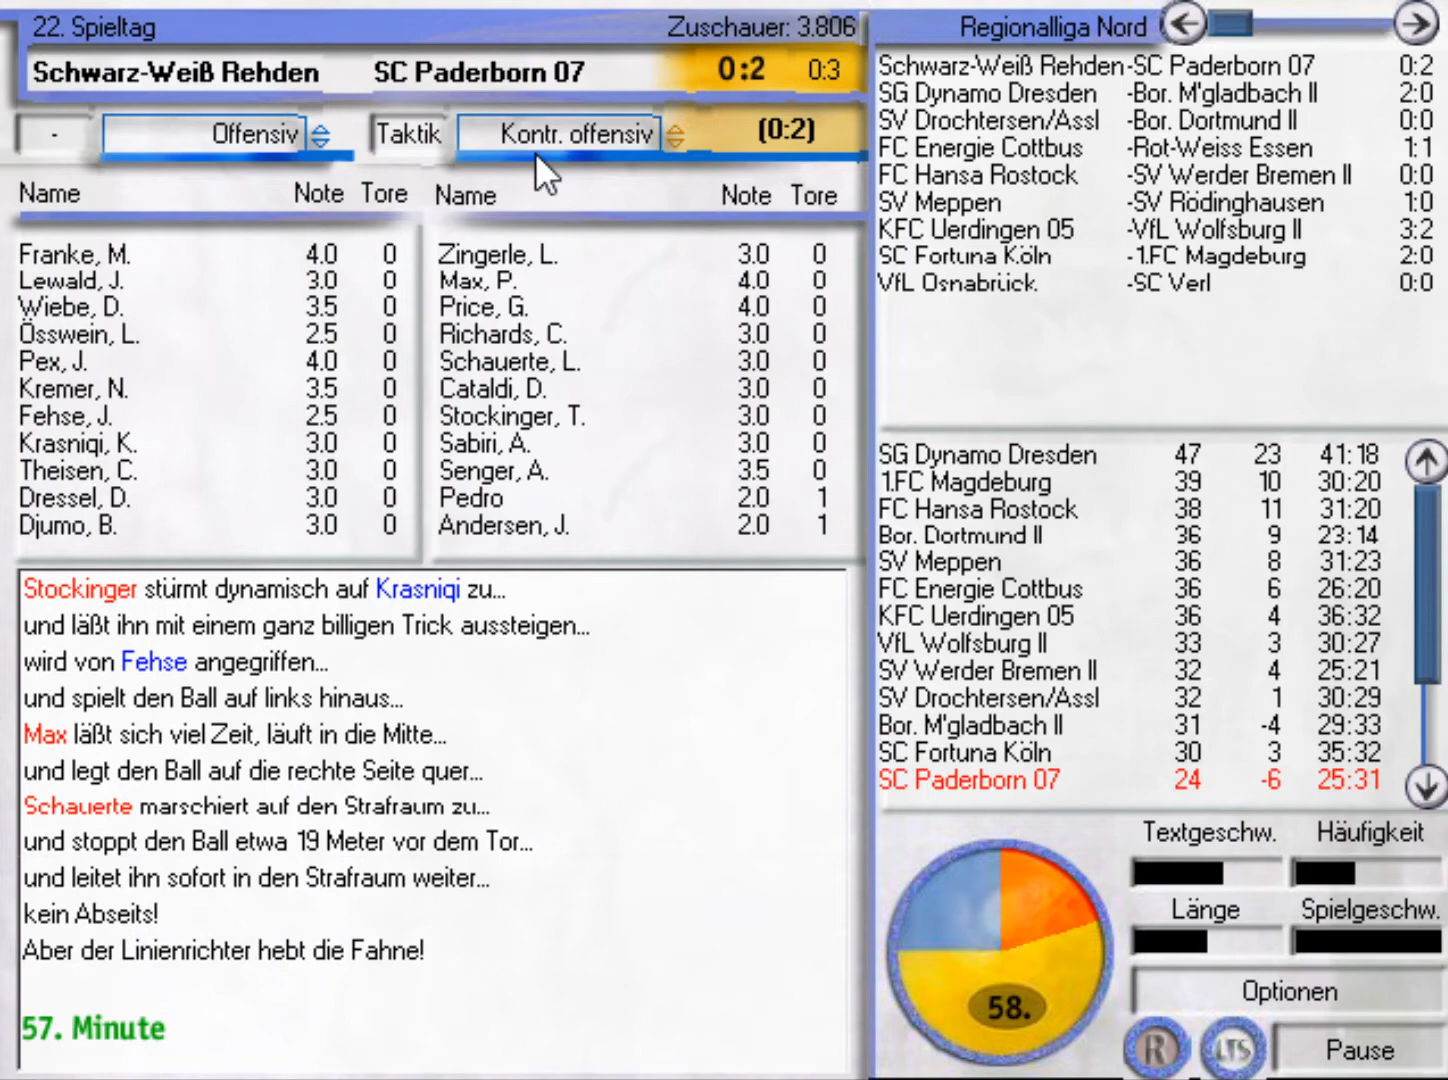 22. Spieltag Zuschauer: 3.806
Schwarz-Weiß Rehden SC Paderborn 07 0:2 0:3
- Offensiv Taktik Kontr. offensiv (0:2)
Name Note Tore Name Note Tore
Franke, M. 4.0 0 Zingerle, L. 3.0 0
Lewald, J. 3.0 0 Max, P. 4.0 0
Wiebe, D. 3.5 0 Price, G. 4.0 0
Össwein, L. 2.5 0 Richards, C. 3.0 0
Pex, J. 4.0 0 Schauerte, L. 3.0 0
Kremer, N. 3.5 0 Cataldi, D. 3.0 0
Fehse, J. 2.5 0 Stockinger, T. 3.0 0
Krasniqi, K. 3.0 0 Sabiri, A. 3.0 0
Theisen, C. 3.0 0 Senger, A. 3.5 0
Dressel, D. 3.0 0 Pedro 2.0 1
Djumo, B. 3.0 0 Andersen, J. 2.0 1
Stockinger stürmt dynamisch auf Krasniqi zu...
und läßt ihn mit einem ganz billigen Trick aussteigen...
wird von Fehse angegriffen...
und spielt den Ball auf links hinaus...
Max läßt sich viel Zeit, läuft in die Mitte...
und legt den Ball auf die rechte Seite quer...
Schauerte marschiert auf den Strafraum zu...
und stoppt den Ball etwa 19 Meter vor dem Tor...
und leitet ihn sofort in den Strafraum weiter...
kein Abseits!
Aber der Linienrichter hebt die Fahne!
57. Minute
Regionalliga Nord
Schwarz-Weiß Rehden -SC Paderborn 07 0:2
SG Dynamo Dresden -Bor. M'gladbach II 2:0
SV Drochtersen/Assl -Bor. Dortmund II 0:0
FC Energie Cottbus -Rot-Weiss Essen 1:1
FC Hansa Rostock -SV Werder Bremen II 0:0
SV Meppen -SV Rödinghausen 1:0
KFC Uerdingen 05 -VfL Wolfsburg II 3:2
SC Fortuna Köln -1.FC Magdeburg 2:0
VfL Osnabrück -SC Verl 0:0
SG Dynamo Dresden 47 23 41:18
1.FC Magdeburg 39 10 30:20
FC Hansa Rostock 38 11 31:20
Bor. Dortmund II 36 9 23:14
SV Meppen 36 8 31:23
FC Energie Cottbus 36 6 26:20
KFC Uerdingen 05 36 4 36:32
VfL Wolfsburg II 33 3 30:27
SV Werder Bremen II 32 4 25:21
SV Drochtersen/Assl 32 1 30:29
Bor. M'gladbach II 31 -4 29:33
SC Fortuna Köln 30 3 35:32
SC Paderborn 07 24 -6 25:31
Textgeschw. Häufigkeit
Länge Spielgeschw.
58.
Optionen
R LTS Pause